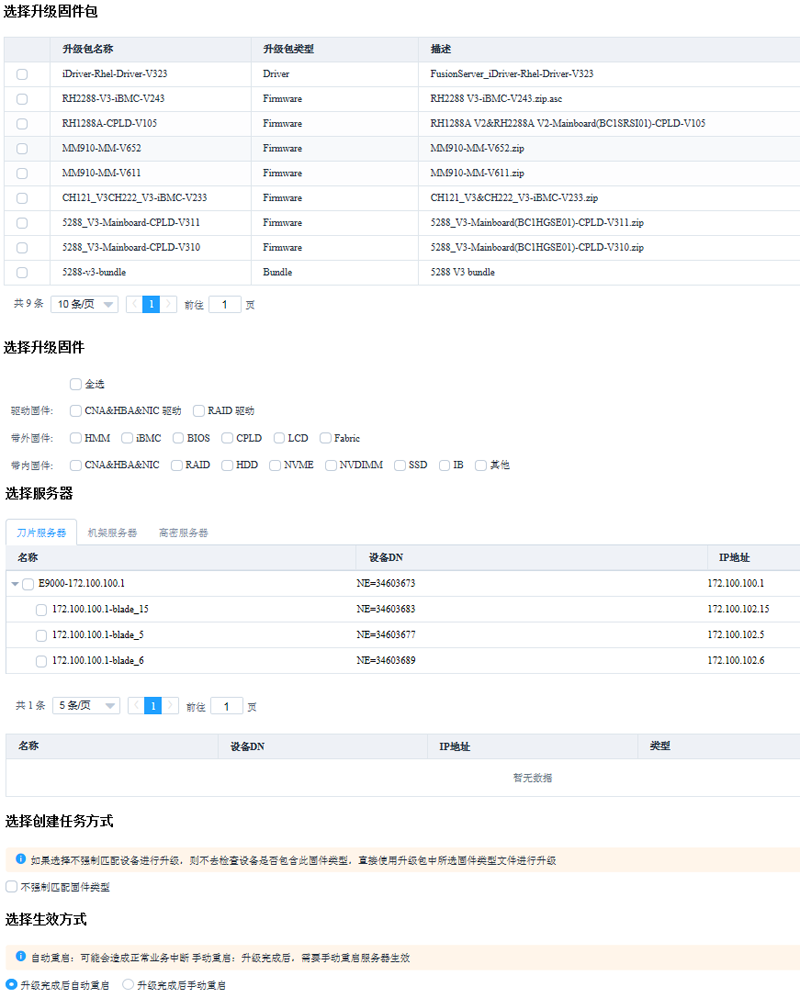 选择升级固件包
升级包名称 升级包类型 描述
iDriver-Rhel-Driver-V323 Driver FusionServer_iDriver-Rhel-Driver-V323
RH2288-V3-iBMC-V243 Firmware RH2288 V3-iBMC-V243.zip.asc
RH1288A-CPLD-V105 Firmware RH1288A V2&RH2288A V2-Mainboard(BC1SRSI01)-CPLD-V105
MM910-MM-V652 Firmware MM910-MM-V652.zip
MM910-MM-V611 Firmware MM910-MM-V611.zip
CH121_V3CH222_V3-iBMC-V233 Firmware CH121_V3&CH222_V3-iBMC-V233.zip
5288_V3-Mainboard-CPLD-V311 Firmware 5288_V3-Mainboard(BC1HGSE01)-CPLD-V311.zip
5288_V3-Mainboard-CPLD-V310 Firmware 5288_V3-Mainboard(BC1HGSE01)-CPLD-V310.zip
5288-v3-bundle Bundle 5288 V3 bundle
共 9 条 10 条/页 1 前往 1 页
选择升级固件
全选
驱动固件: CNA&HBA&NIC 驱动 RAID 驱动
带外固件: HMM iBMC BIOS CPLD LCD Fabric
带内固件: CNA&HBA&NIC RAID HDD NVME NVDIMM SSD IB 其他
选择服务器
刀片服务器 机架服务器 高密服务器
名称 设备DN IP地址
E9000-172.100.100.1 NE=34603673 172.100.100.1
172.100.100.1-blade_15 NE=34603683 172.100.102.15
172.100.100.1-blade_5 NE=34603677 172.100.102.5
172.100.100.1-blade_6 NE=34603689 172.100.102.6
共 1 条 5 条/页 1 前往 1 页
名称 设备DN IP地址 类型
暂无数据
选择创建任务方式
如果选择不强制匹配设备进行升级，则不去检查设备是否包含此固件类型，直接使用升级包中所选固件类型文件进行升级
不强制匹配固件类型
选择生效方式
自动重启：可能会造成正常业务中断 手动重启：升级完成后，需要手动重启服务器生效
升级完成后自动重启 升级完成后手动重启